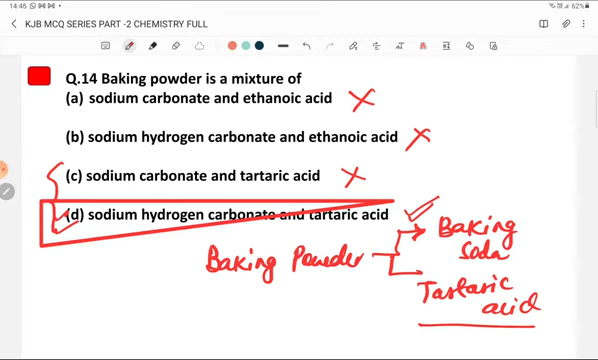 14:46
62%
KJB MCQ SERIES PART -2 CHEMISTRY FULL
Q.14 Baking powder is a mixture of
(a) sodium carbonate and ethanoic acid
(b) sodium hydrogen carbonate and ethanoic acid
(c) sodium carbonate and tartaric acid
(d) sodium hydrogen carbonate and tartaric acid
Baking Powder
Baking
Soda
Tartaric
acid